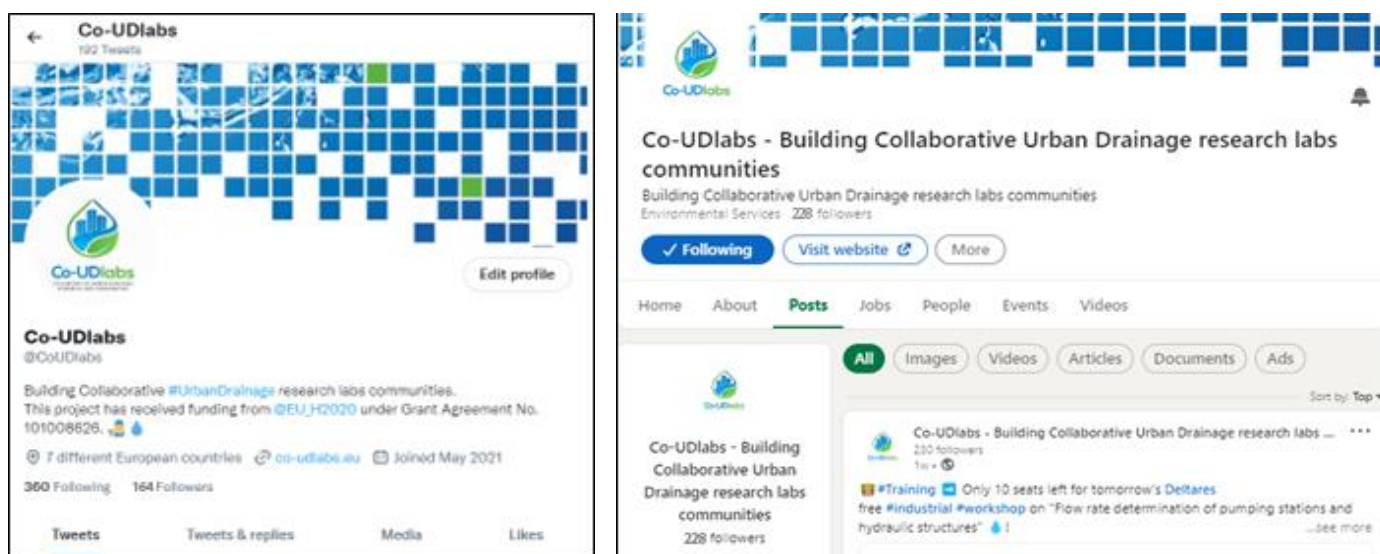 Co-UDlabs
192 Tweets
Co-UDlabs
Edit profile
Co-UDlabs
@CoUDlabs
Building Collaborative #UrbanDrainage research labs communities.
This project has received funding from @EU_H2020 under Grant Agreement No.
101008626.
7 different European countries co-udlabs.eu Joined May 2021
360 Following 164 Followers
Tweets Tweets & replies Media Likes
Co-UDlabs
Co-UDlabs - Building Collaborative Urban Drainage research labs
communities
Building Collaborative Urban Drainage research labs communities
Environmental Services 228 followers
Following Visit website More
Home About Posts Jobs People Events Videos
Co-UDlabs
Co-UDlabs - Building
Collaborative Urban
Drainage research labs
communities
228 followers
All Images Videos Articles Documents Ads
Sort by: Top
Co-UDlabs - Building Collaborative Urban Drainage research labs ...
230 followers
1w
#Training Only 10 seats left for tomorrow's Deltares
free #industrial #workshop on "Flow rate determination of pumping stations and
hydraulic structures" !
...see more